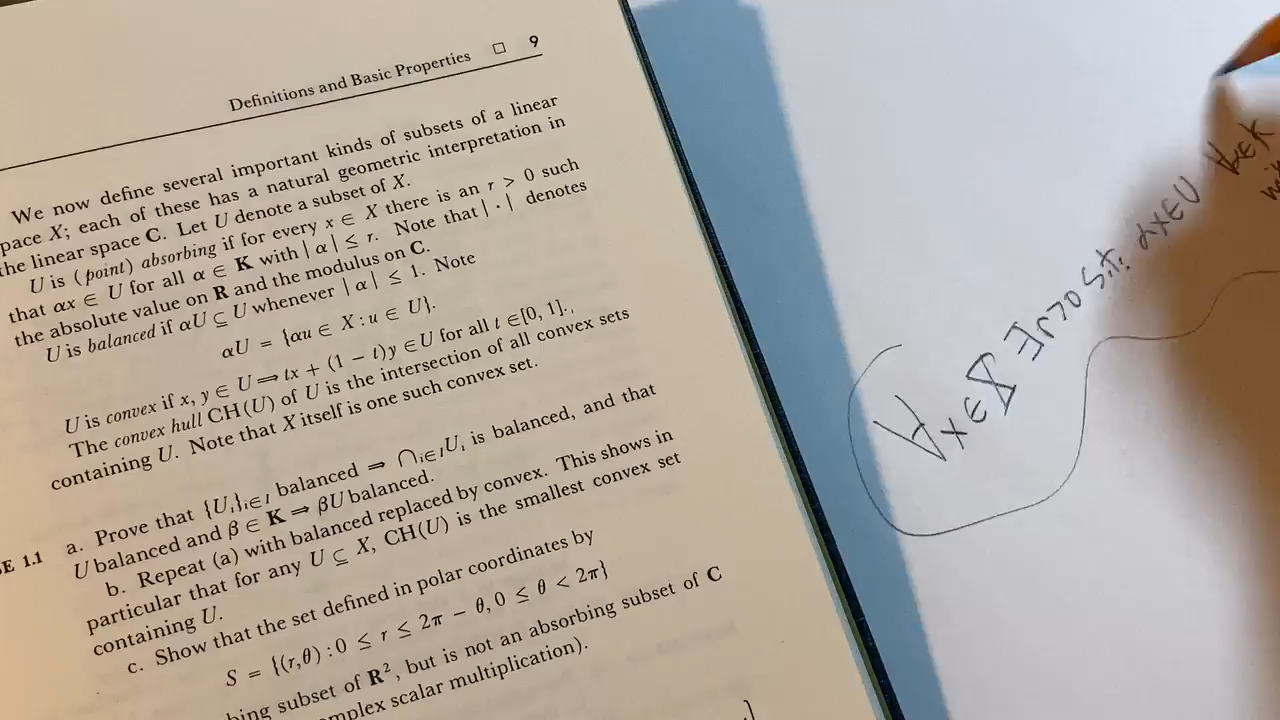 Definitions and Basic Properties □ 9
We now define several important kinds of subsets of a linear
pace X; each of these has a natural geometric interpretation in
the linear space C. Let U denote a subset of X.
U is (point) absorbing if for every x ∈ X there is an r > 0 such
that αx ∈ U for all α ∈ K with | α | ≤ r. Note that | · | denotes
the absolute value on R and the modulus on C.
U is balanced if αU ⊆ U whenever | α | ≤ 1. Note
αU = {αu ∈ X : u ∈ U}.
U is convex if x, y ∈ U ⇒ tx + (1 − t)y ∈ U for all t ∈ [0, 1].
The convex hull CH(U) of U is the intersection of all convex sets
containing U. Note that X itself is one such convex set.
E 1.1 a. Prove that {Uᵢ}ᵢ∈I balanced ⇒ ⋂ᵢ∈I Uᵢ is balanced, and that
U balanced and β ∈ K ⇒ βU balanced.
b. Repeat (a) with balanced replaced by convex. This shows in
particular that for any U ⊆ X, CH(U) is the smallest convex set
containing U.
c. Show that the set defined in polar coordinates by
S = {(r,θ) : 0 ≤ r ≤ 2π − θ, 0 ≤ θ < 2π}
bing subset of R², but is not an absorbing subset of C
mplex scalar multiplication).
∀x∈X ∃r>0 s.t. αx∈U